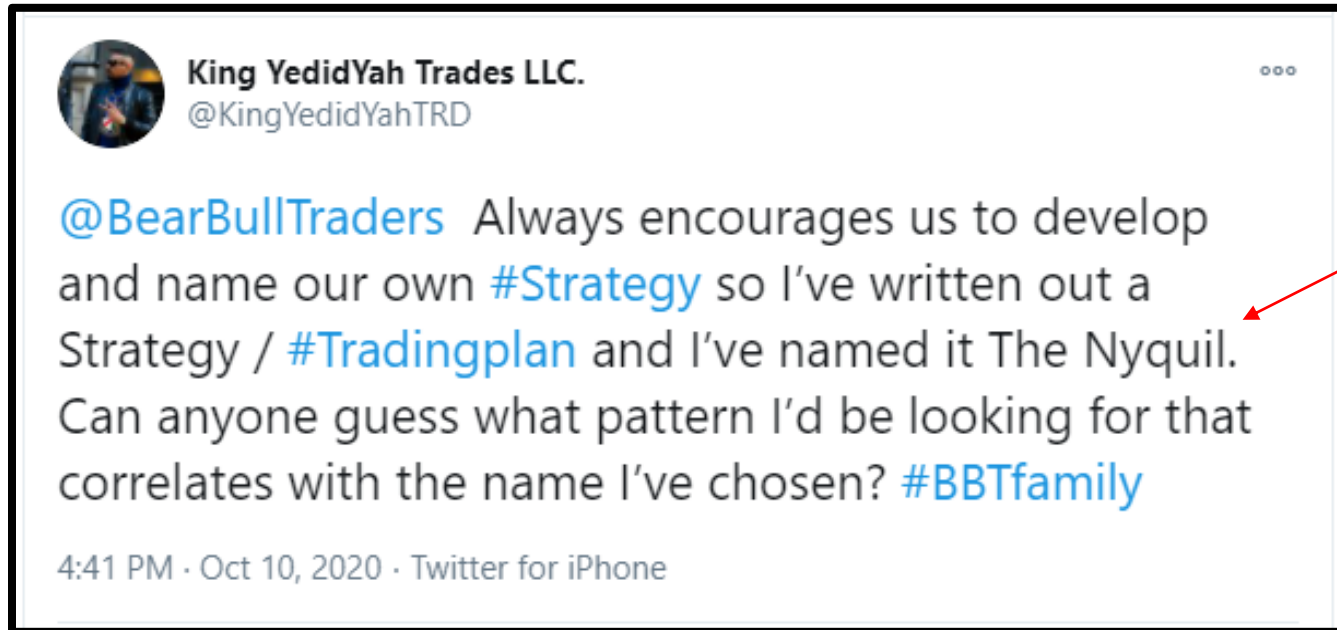 King YedidYah Trades LLC.
@KingYedidYahTRD
@BearBullTraders Always encourages us to develop
and name our own #Strategy so I’ve written out a
Strategy / #Tradingplan and I’ve named it The Nyquil.
Can anyone guess what pattern I’d be looking for that
correlates with the name I’ve chosen? #BBTfamily
4:41 PM · Oct 10, 2020 · Twitter for iPhone